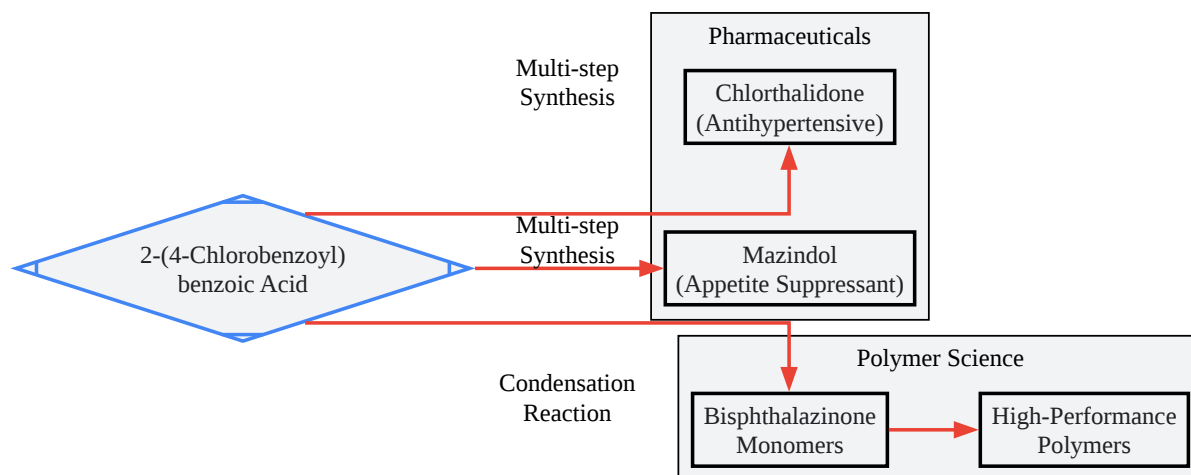 Pharmaceuticals
Multi-step
Synthesis
Chlorthalidone
(Antihypertensive)
2-(4-Chlorobenzoyl)
benzoic Acid
Multi-step
Synthesis
Mazindol
(Appetite Suppressant)
Polymer Science
Condensation
Reaction
Bisphthalazinone
Monomers
High-Performance
Polymers